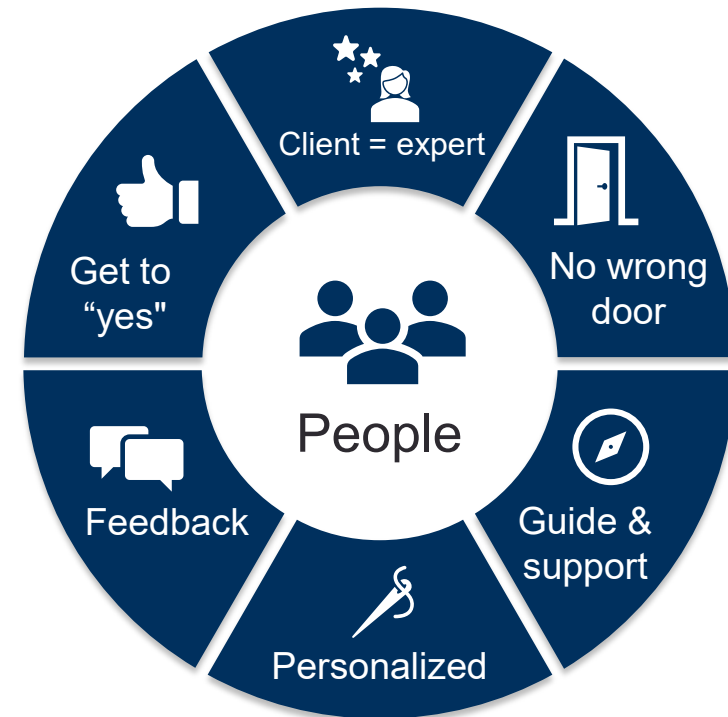 Client = expert
No wrong
door
Guide &
support
Personalized
Feedback
Get to
“yes"
People